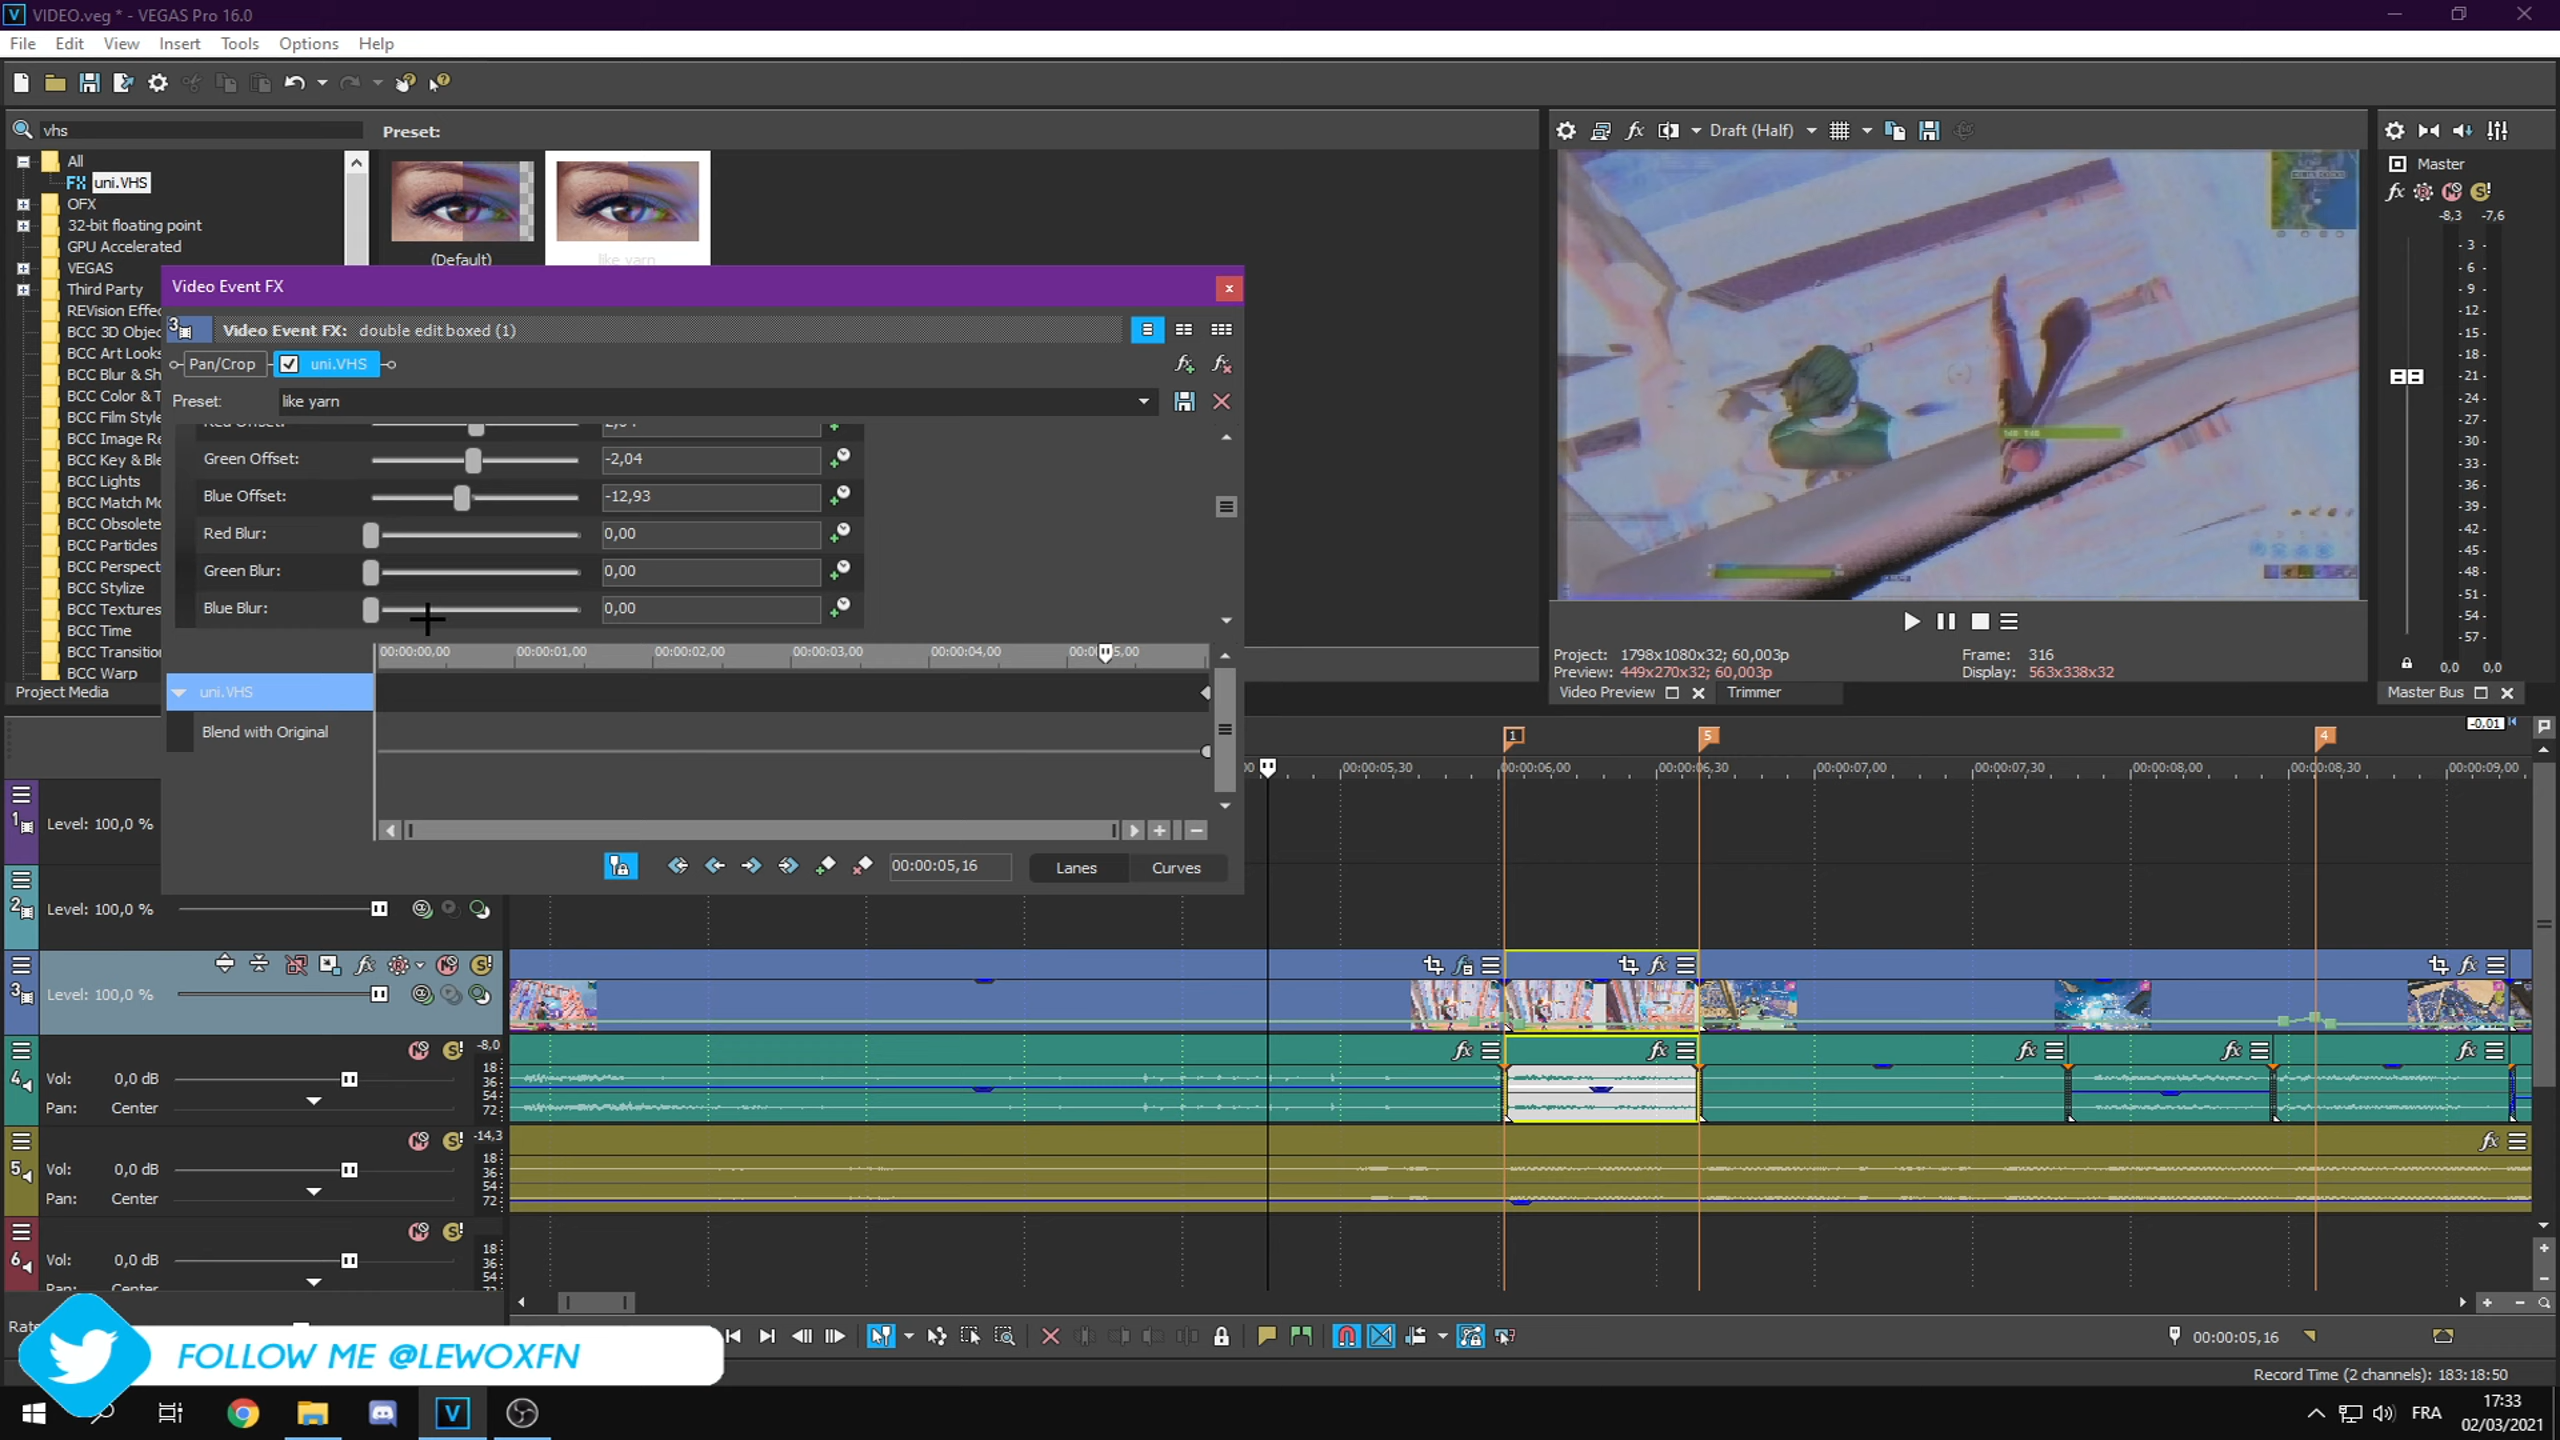 VIDEO.veg * - VEGAS Pro 16.0
File Edit View Insert Tools Options Help
vhs
Preset:
Draft (Half)
All
FX uni.VHS
OFX
32-bit floating point
GPU Accelerated
VEGAS
Third Party
REVision Effec
BCC 3D Objec
BCC Art Looks
BCC Blur & Sh
BCC Color & T
BCC Film Style
BCC Image Re
BCC Key & Ble
BCC Lights
BCC Match Mo
BCC Obsolete
BCC Particles
BCC Perspect
BCC Stylize
BCC Textures
BCC Time
BCC Transition
BCC Warp
Project Media
(Default)
like yarn
Video Event FX
Video Event FX: double edit boxed (1)
Pan/Crop uni.VHS
Preset: like yarn
Green Offset: -2,04
Blue Offset: -12,93
Red Blur: 0,00
Green Blur: 0,00
Blue Blur: 0,00
00:00:00,00 00:00:01,00 00:00:02,00 00:00:03,00 00:00:04,00
uni.VHS
Blend with Original
00:00:05,16
Lanes Curves
Project: 1798x1080x32; 60,003p
Preview: 449x270x32; 60,003p
Frame: 316
Display: 563x338x32
Video Preview
Trimmer
Master
-8,3 -7,6
3
6
9
12
15
18
21
24
27
30
33
36
39
42
45
48
51
54
57
0,0 0,0
Master Bus
-0,01
1 5 4
00:00:05,30 00:00:06,00 00:00:06,30 00:00:07,00 00:00:07,30 00:00:08,00 00:00:08,30 00:00:09,00
1
Level: 100,0 %
2
Level: 100,0 %
3
Level: 100,0 %
4
Vol: 0,0 dB
Pan: Center
-8,0
18
36
54
72
5
Vol: 0,0 dB
Pan: Center
-14,3
18
36
54
72
6
Vol: 0,0 dB
18
36
54
FOLLOW ME @LEWOXFN
00:00:05,16
Record Time (2 channels): 183:18:50
FRA
17:33
02/03/2021